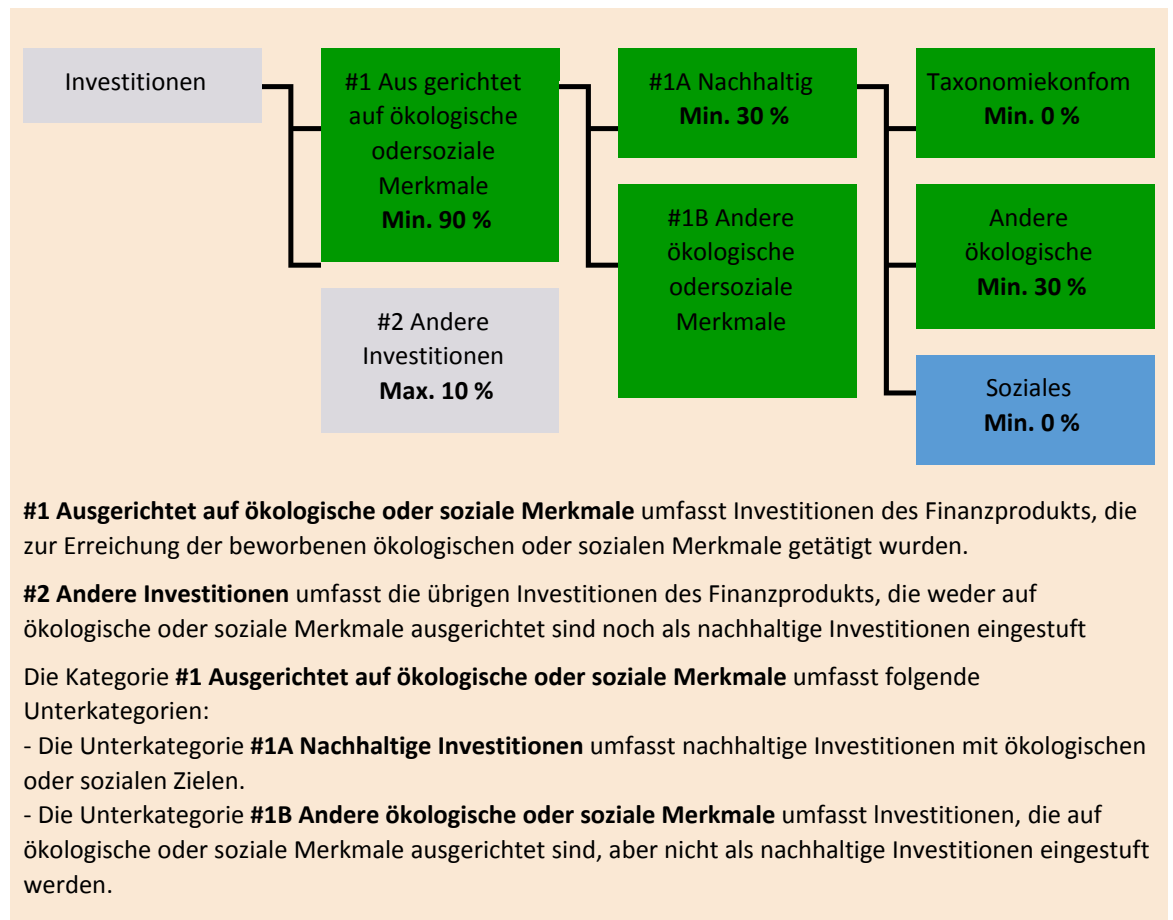 Investitionen
#1 Aus gerichtet
auf ökologische
odersoziale
Merkmale
Min. 90 %
#2 Andere
Investitionen
Max. 10 %
#1A Nachhaltig
Min. 30 %
#1B Andere
ökologische
odersoziale
Merkmale
Taxonomiekonfom
Min. 0 %
Andere
ökologische
Min. 30 %
Soziales
Min. 0 %
#1 Ausgerichtet auf ökologische oder soziale Merkmale umfasst Investitionen des Finanzprodukts, die
zur Erreichung der beworbenen ökologischen oder sozialen Merkmale getätigt wurden.
#2 Andere Investitionen umfasst die übrigen Investitionen des Finanzprodukts, die weder auf
ökologische oder soziale Merkmale ausgerichtet sind noch als nachhaltige Investitionen eingestuft
Die Kategorie #1 Ausgerichtet auf ökologische oder soziale Merkmale umfasst folgende
Unterkategorien:
- Die Unterkategorie #1A Nachhaltige Investitionen umfasst nachhaltige Investitionen mit ökologischen
oder sozialen Zielen.
- Die Unterkategorie #1B Andere ökologische oder soziale Merkmale umfasst lnvestitionen, die auf
ökologische oder soziale Merkmale ausgerichtet sind, aber nicht als nachhaltige Investitionen eingestuft
werden.